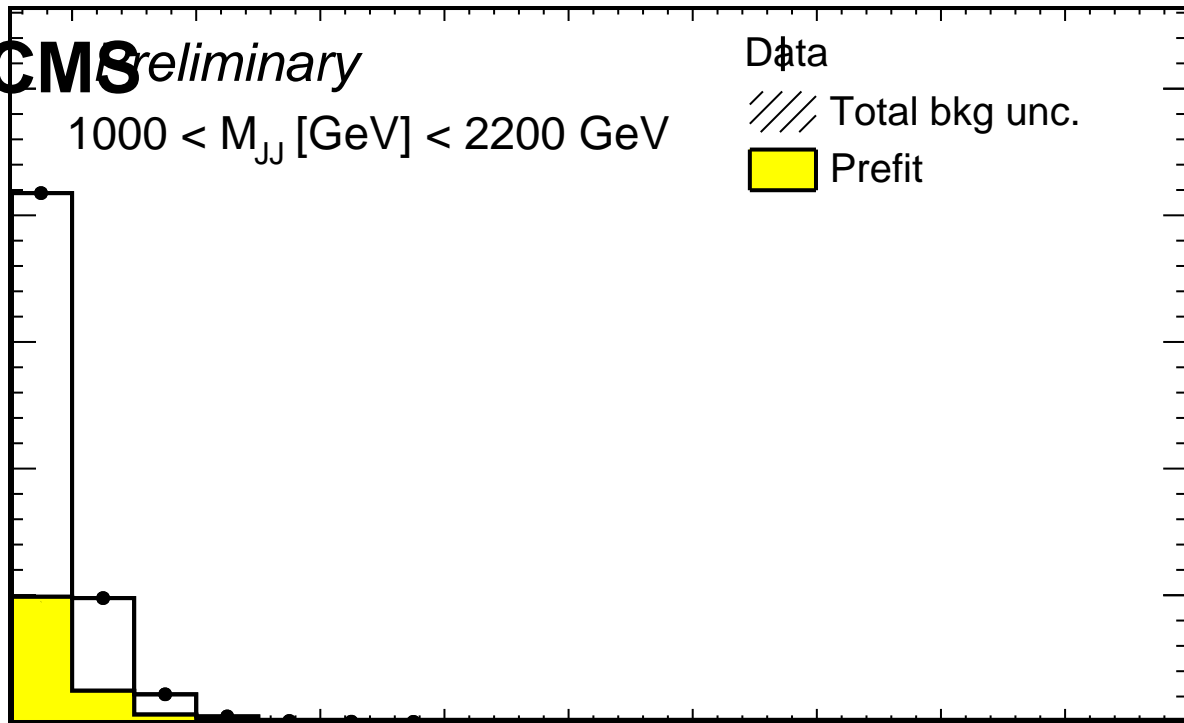 CMS Preliminary
1000 < M_JJ [GeV] < 2200 GeV
Data
Total bkg unc.
Prefit